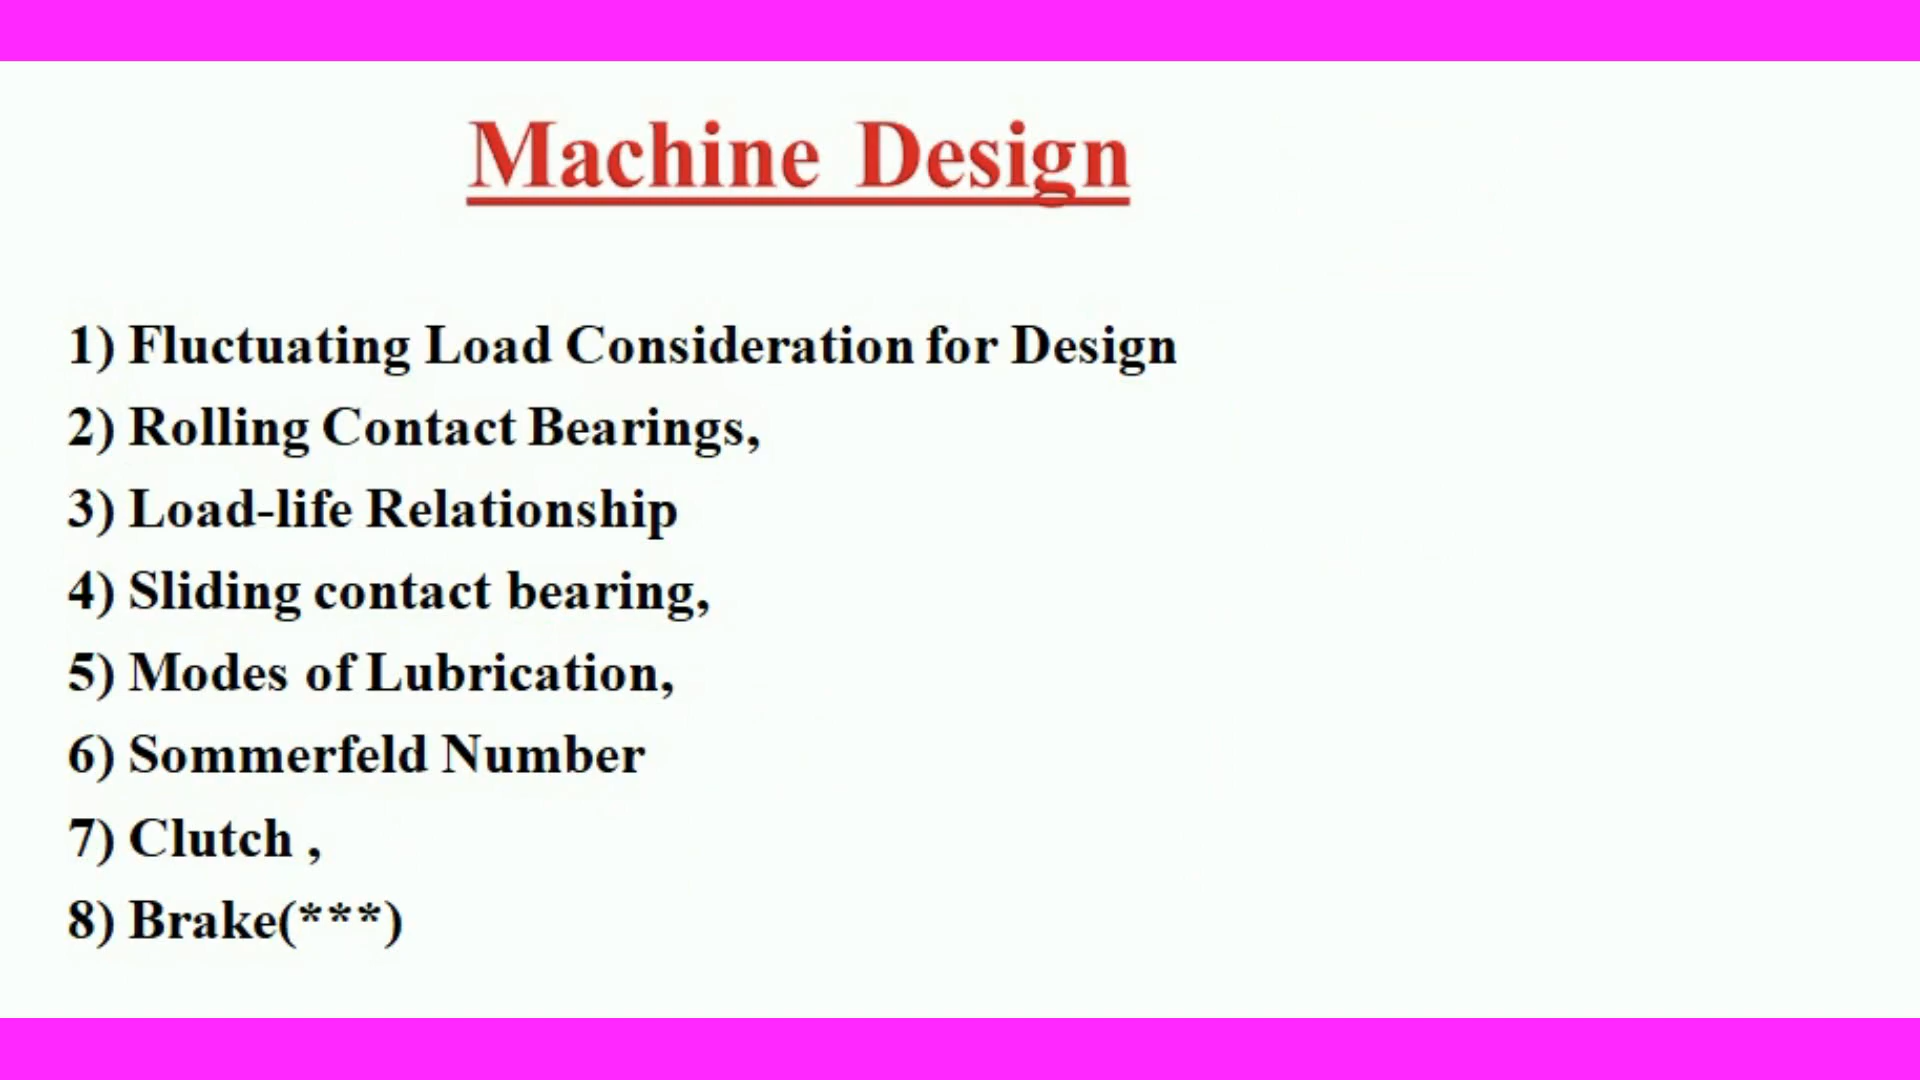 Machine Design
1) Fluctuating Load Consideration for Design
2) Rolling Contact Bearings,
3) Load-life Relationship
4) Sliding contact bearing,
5) Modes of Lubrication,
6) Sommerfeld Number
7) Clutch ,
8) Brake(***)